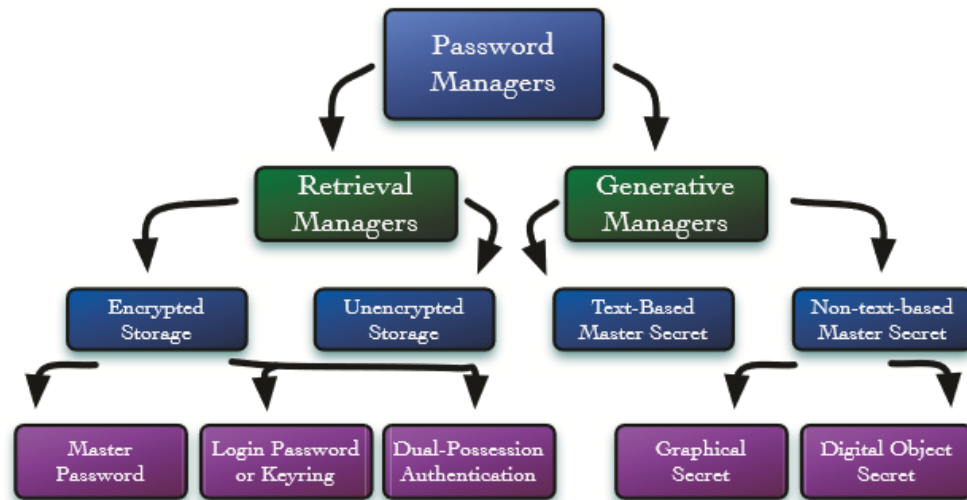 Password
Managers
Retrieval
Managers
Generative
Managers
Encrypted
Storage
Unencrypted
Storage
Text-Based
Master Secret
Non-text-based
Master Secret
Master
Password
Login Password
or Keyring
Dual-Possession
Authentication
Graphical
Secret
Digital Object
Secret